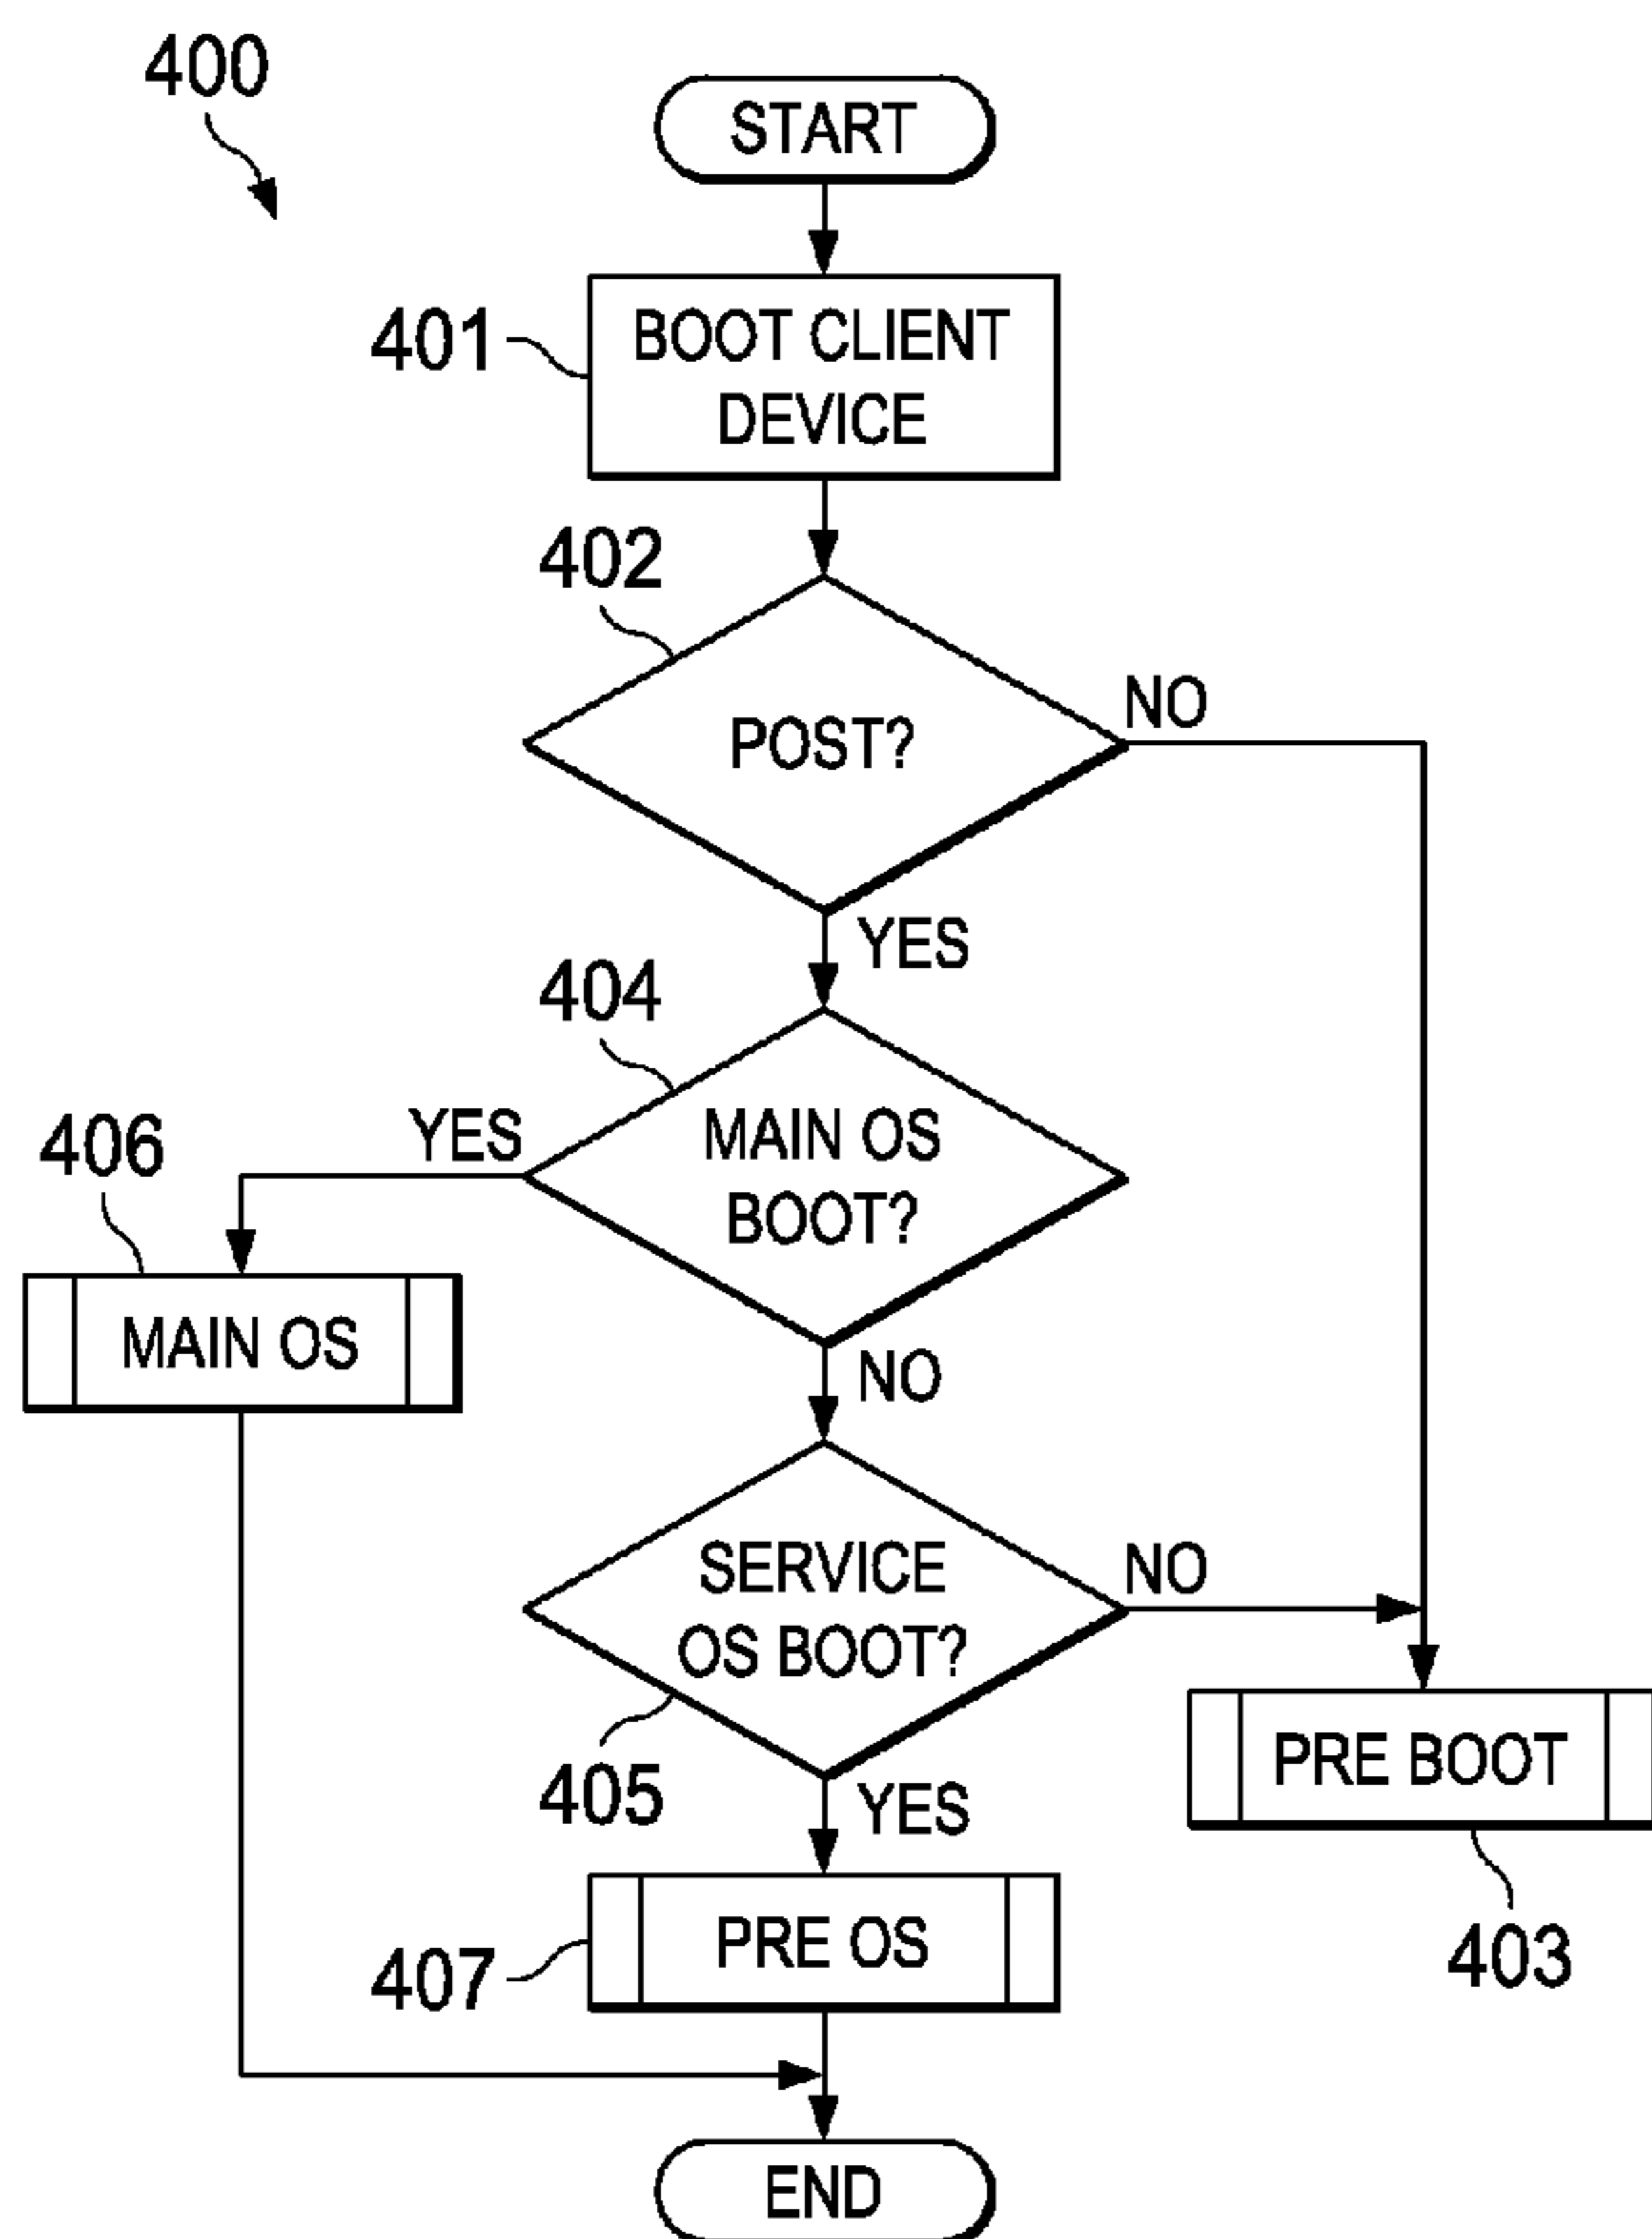 400
START
401
BOOT CLIENT
DEVICE
402
POST?
NO
YES
404
MAIN OS
BOOT?
YES
406
MAIN OS
NO
SERVICE
OS BOOT?
NO
405
YES
PRE BOOT
403
PRE OS
407
END